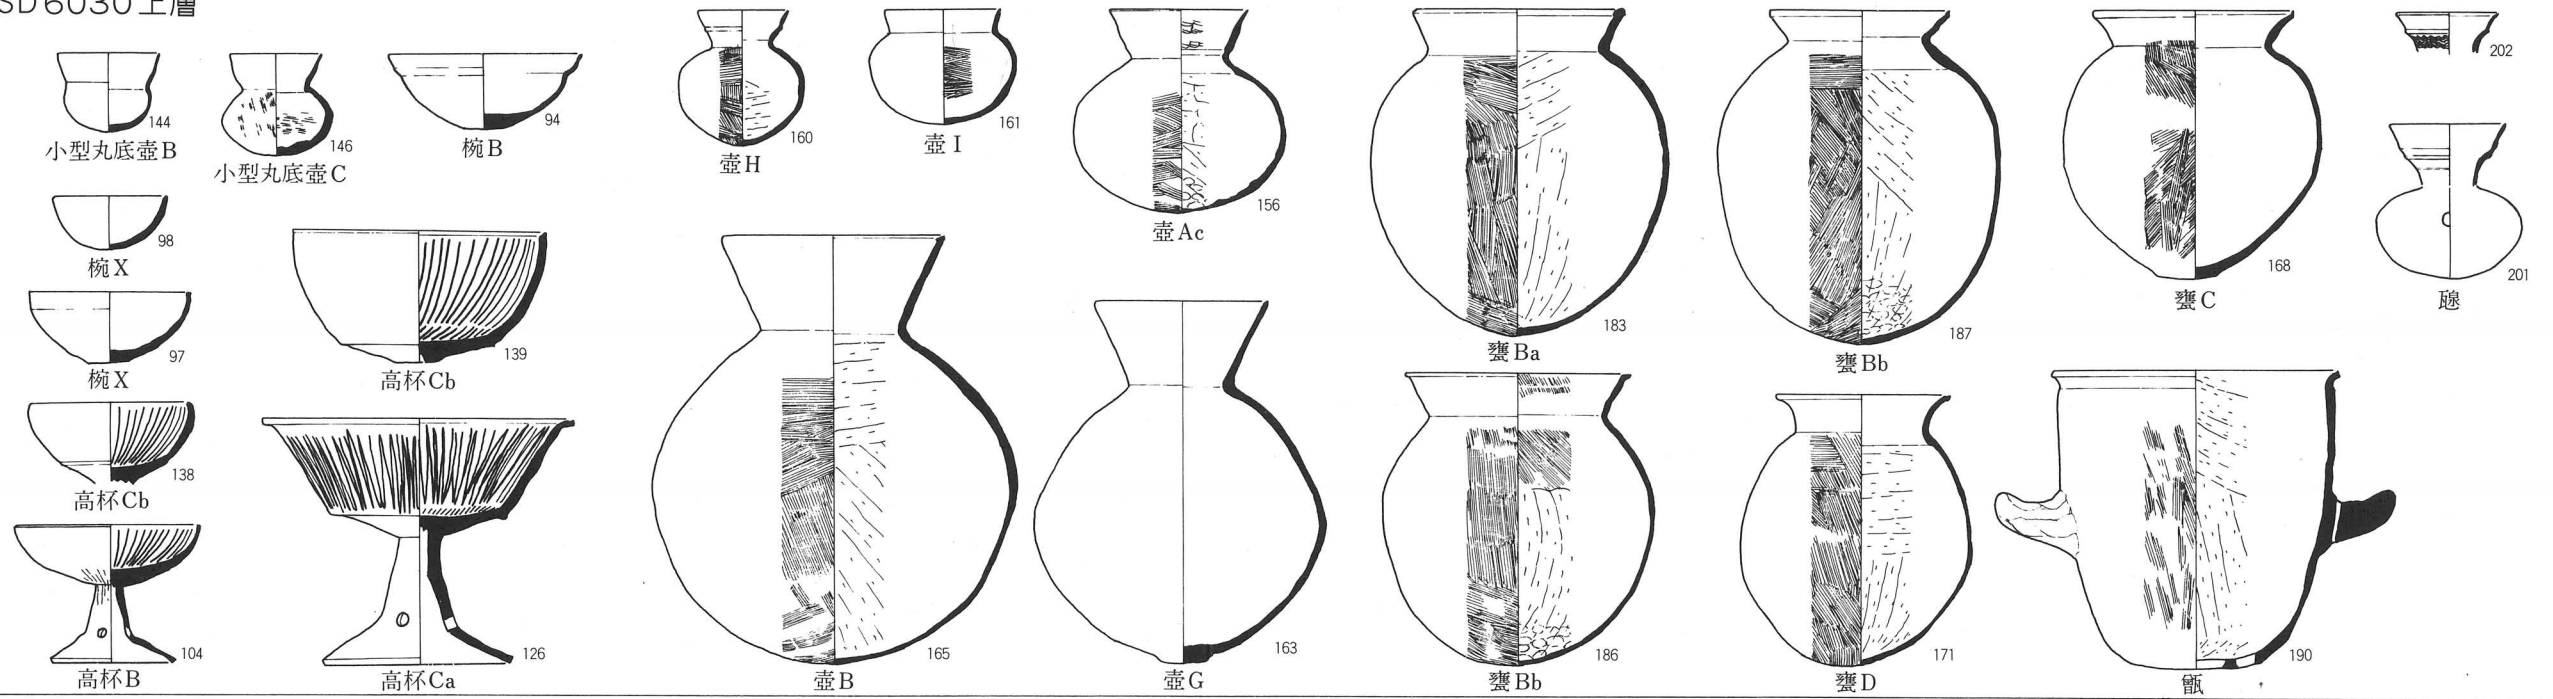 SD6030上層
144
小型丸底壺B
146
小型丸底壺C
94
椀B
160
壺H
161
壺I
156
壺Ac
183
甕Ba
187
甕Bb
168
甕C
202
201
𤭯
98
椀X
97
椀X
139
高杯Cb
138
高杯Cb
104
高杯B
126
高杯Ca
165
壺B
163
壺G
186
甕Bb
171
甕D
190
甑